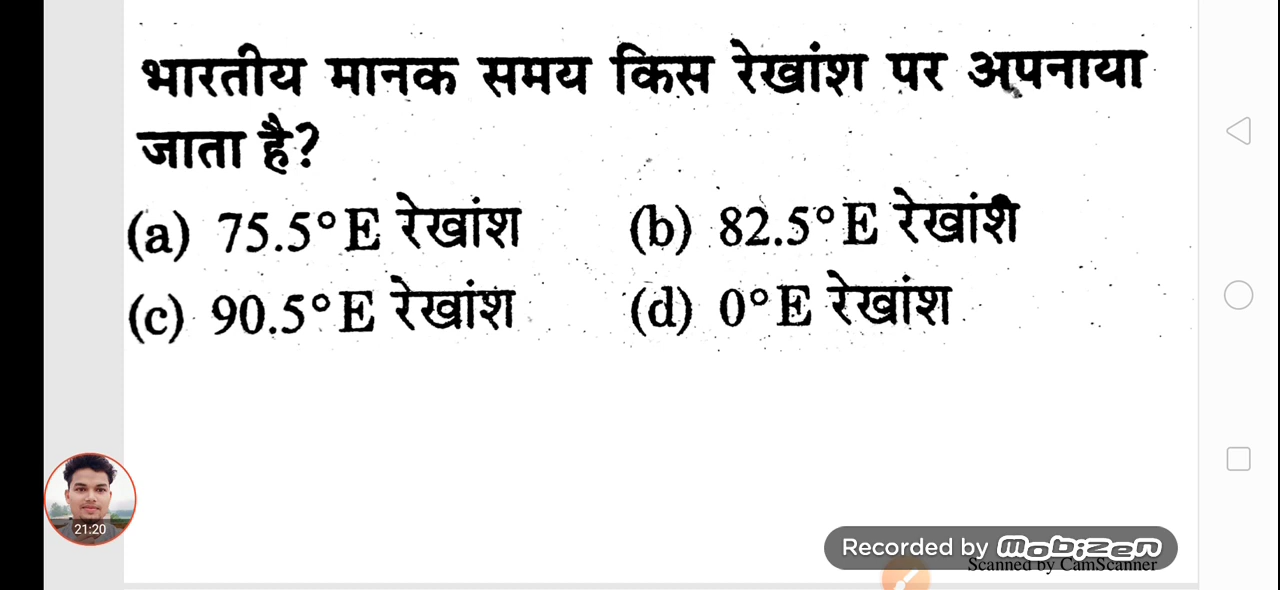 भारतीय मानक समय किस रेखांश पर अपनाया
जाता है?
(a) 75.5°E रेखांश (b) 82.5°E रेखांश
(c) 90.5°E रेखांश (d) 0°E रेखांश
21:20
Recorded by Mobizen
Scanned by CamScanner